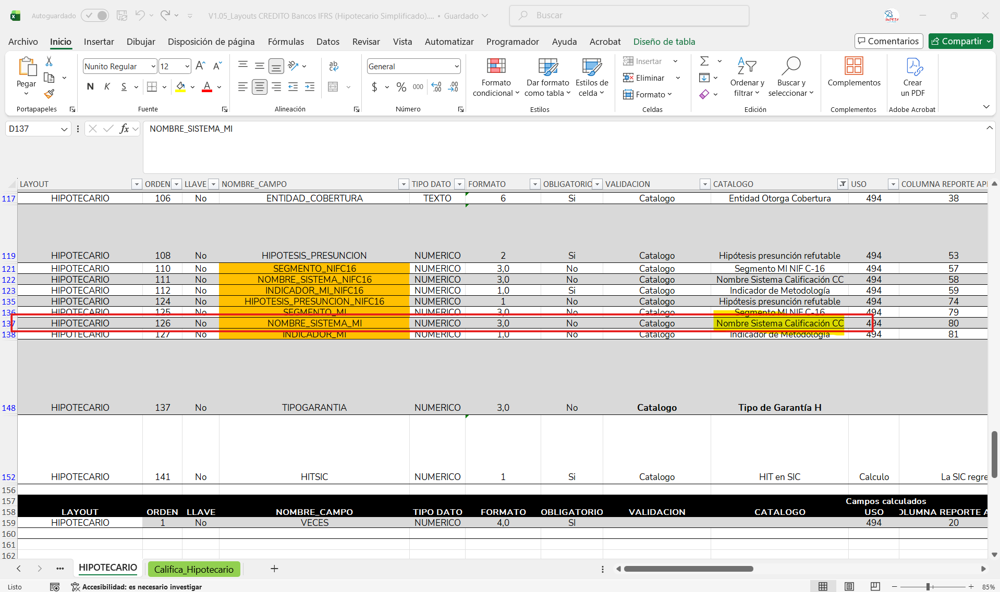 Autoguardado
V1.05_Layouts CREDITO Bancos IFRS (Hipotecario Simplificado).... • Guardado
Buscar
IMPERA
Archivo Inicio Insertar Dibujar Disposición de página Fórmulas Datos Revisar Vista Automatizar Programador Ayuda Acrobat Diseño de tabla
Comentarios Compartir
Pegar
Portapapeles
Nunito Regular 12
N K S
Fuente
Alineación
General
$ % 000
Número
Formato condicional
Dar formato como tabla
Estilos de celda
Estilos
Insertar
Eliminar
Formato
Celdas
Ordenar y filtrar
Buscar y seleccionar
Edición
Complementos
Complementos
Crear un PDF
Adobe Acrobat
D137 fx NOMBRE_SISTEMA_MI
LAYOUT ORDEN LLAVE NOMBRE_CAMPO TIPO DATO FORMATO OBLIGATORIO VALIDACION CATALOGO USO COLUMNA REPORTE API
117 HIPOTECARIO 106 No ENTIDAD_COBERTURA TEXTO 6 Si Catalogo Entidad Otorga Cobertura 494 38
119 HIPOTECARIO 108 No HIPOTESIS_PRESUNCION NUMERICO 2 Si Catalogo Hipótesis presunción refutable 494 53
121 HIPOTECARIO 110 No SEGMENTO_NIFC16 NUMERICO 3,0 No Catalogo Segmento MI NIF C-16 494 57
122 HIPOTECARIO 111 No NOMBRE_SISTEMA_NIFC16 NUMERICO 3,0 No Catalogo Nombre Sistema Calificación CC 494 58
123 HIPOTECARIO 112 No INDICADOR_MI_NIFC16 NUMERICO 1,0 Si Catalogo Indicador de Metodología 494 59
135 HIPOTECARIO 124 No HIPOTESIS_PRESUNCION_NIFC16 NUMERICO 1 No Catalogo Hipótesis presunción refutable 494 74
136 HIPOTECARIO 125 No SEGMENTO_MI NUMERICO 3,0 No Catalogo Segmento MI NIF C-16 494 79
137 HIPOTECARIO 126 No NOMBRE_SISTEMA_MI NUMERICO 3,0 No Catalogo Nombre Sistema Calificación CC 494 80
138 HIPOTECARIO 127 No INDICADOR_MI NUMERICO 1,0 No Catalogo Indicador de Metodología 494 81
148 HIPOTECARIO 137 No TIPOGARANTIA NUMERICO 3,0 No Catalogo Tipo de Garantía H
152 HIPOTECARIO 141 No HITSIC NUMERICO 1 Si Catalogo HIT en SIC Calculo La SIC regre
156
157 Campos calculados
158 LAYOUT ORDEN LLAVE NOMBRE_CAMPO TIPO DATO FORMATO OBLIGATORIO VALIDACION CATALOGO USO OLUMNA REPORTE A
159 HIPOTECARIO 1 No VECES NUMERICO 4,0 SI 494 20
160
161
162
HIPOTECARIO Califica_Hipotecario
Listo Accesibilidad: es necesario investigar 85%